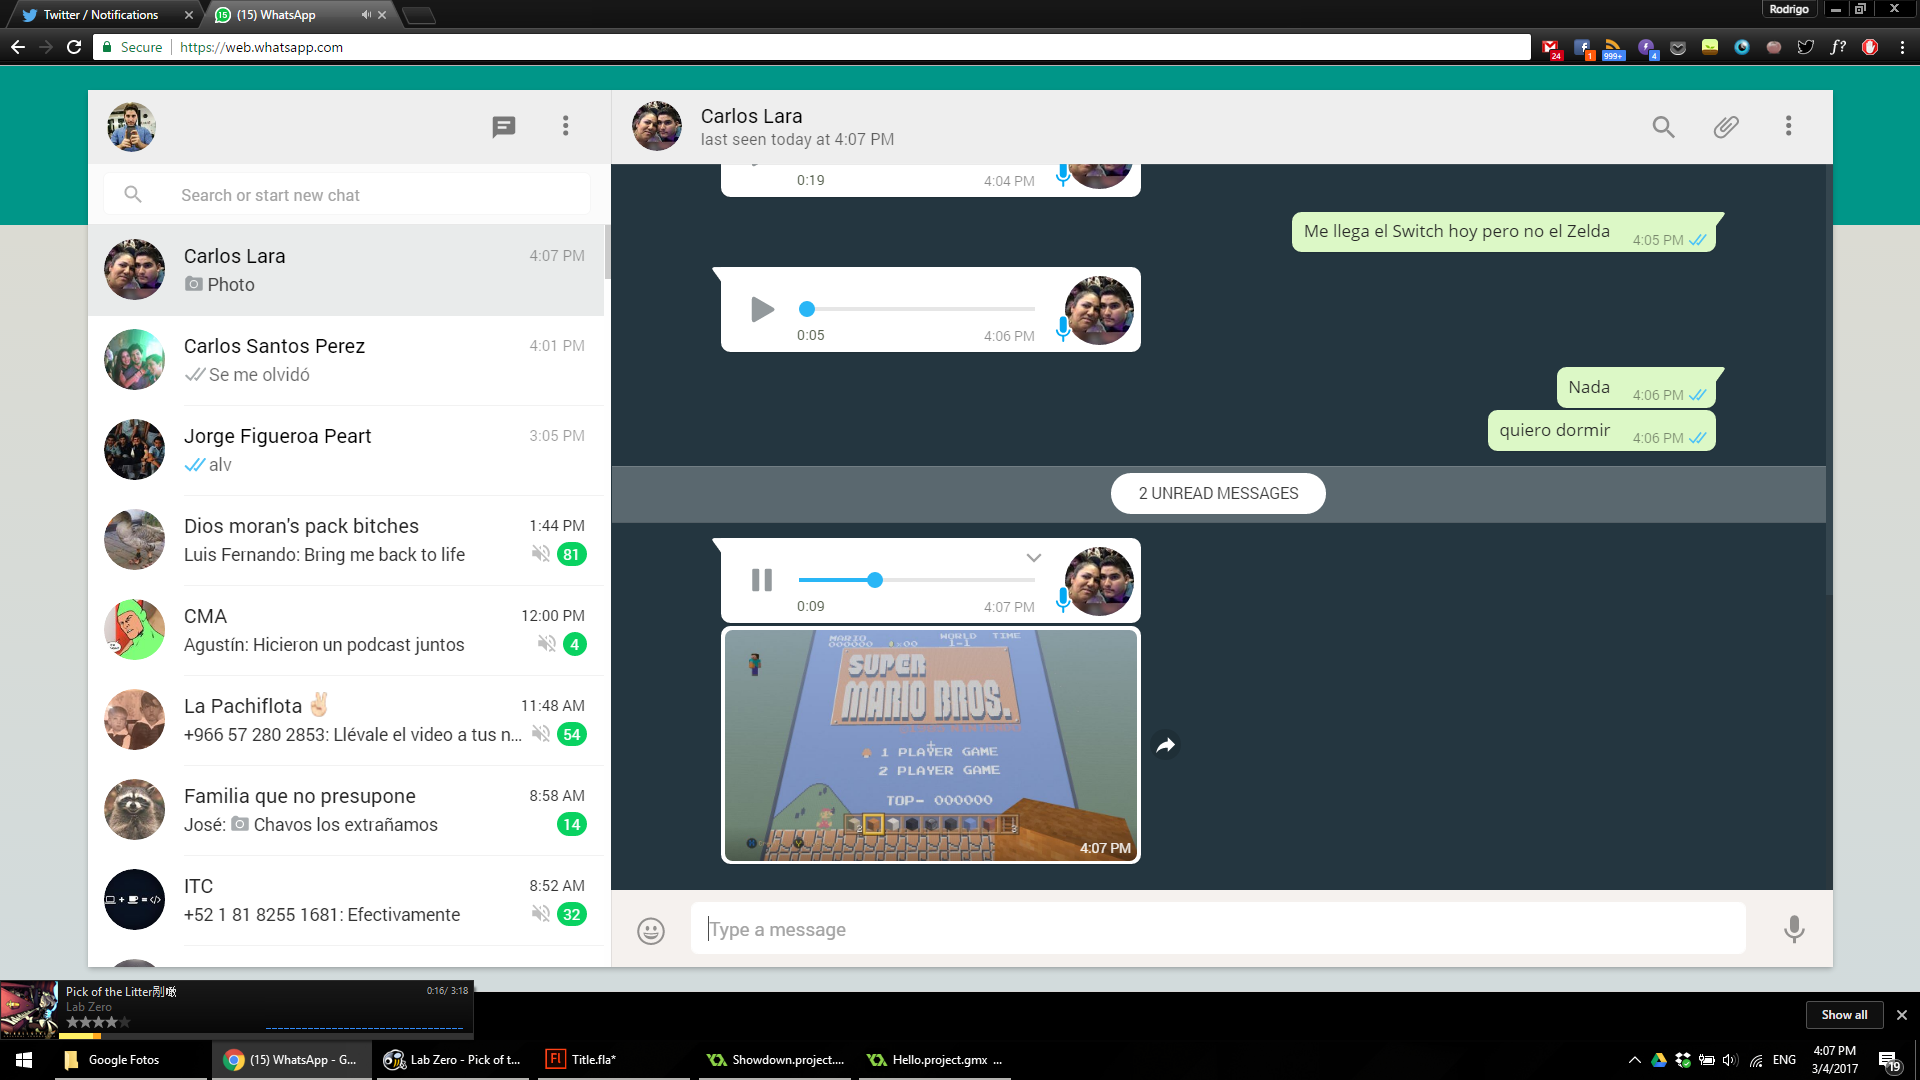 Twitter / Notifications
(15) WhatsApp
Rodrigo
Secure
https://web.whatsapp.com
24
1
999+
4
f?
Carlos Lara
last seen today at 4:07 PM
Search or start new chat
Carlos Lara
4:07 PM
Photo
Carlos Santos Perez
4:01 PM
Se me olvidó
Jorge Figueroa Peart
3:05 PM
alv
Dios moran's pack bitches
1:44 PM
Luis Fernando: Bring me back to life
81
CMA
12:00 PM
Agustín: Hicieron un podcast juntos
4
La Pachiflota ✌🏻
11:48 AM
+966 57 280 2853: Llévale el video a tus n...
54
Familia que no presupone
8:58 AM
José: Chavos los extrañamos
14
ITC
8:52 AM
+52 1 81 8255 1681: Efectivamente
32
0:19
4:04 PM
Me llega el Switch hoy pero no el Zelda
4:05 PM
0:05
4:06 PM
Nada
4:06 PM
quiero dormir
4:06 PM
2 UNREAD MESSAGES
0:09
4:07 PM
MARIO WORLD TIME
000000 x00 1-1
SUPER
MARIO BROS.
1 PLAYER GAME
2 PLAYER GAME
TOP- 000000
4:07 PM
Type a message
Pick of the Litter
0:16/ 3:18
Lab Zero
Show all
Google Fotos
(15) WhatsApp - G...
Lab Zero - Pick of t...
Title.fla*
Showdown.project....
Hello.project.gmx ...
ENG
4:07 PM
3/4/2017
19